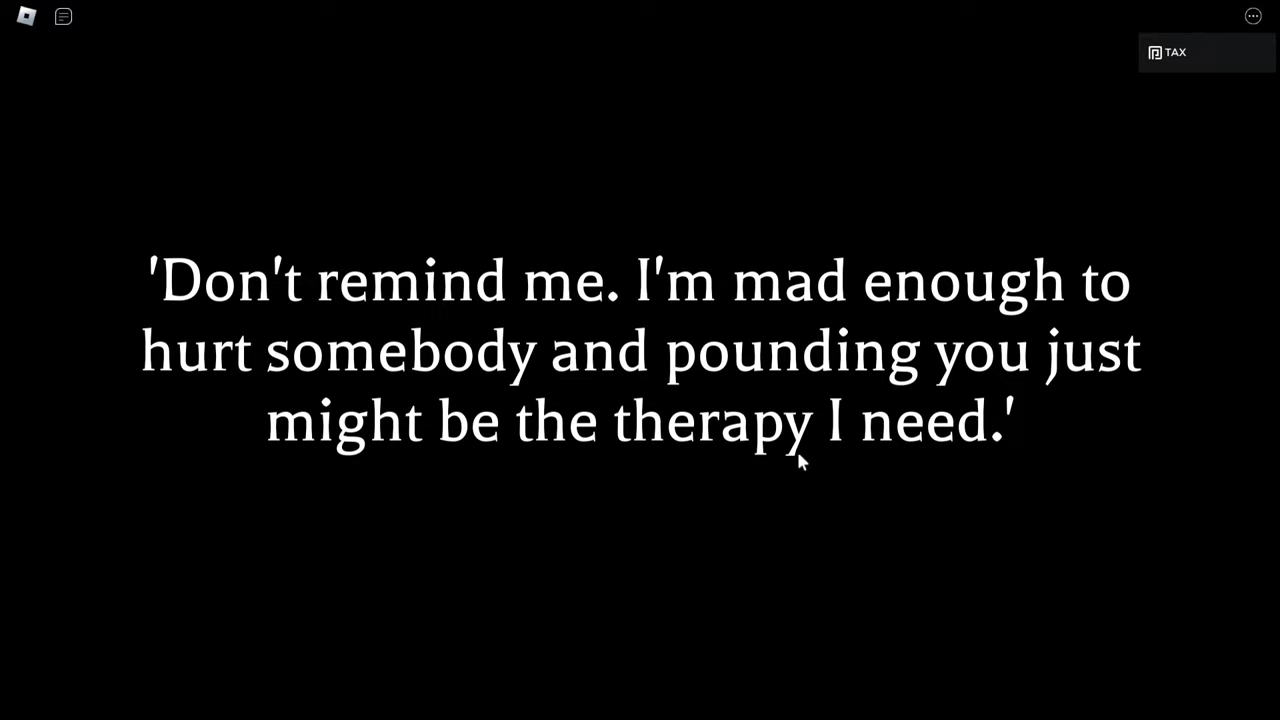 TAX
'Don't remind me. I'm mad enough to
hurt somebody and pounding you just
might be the therapy I need.'